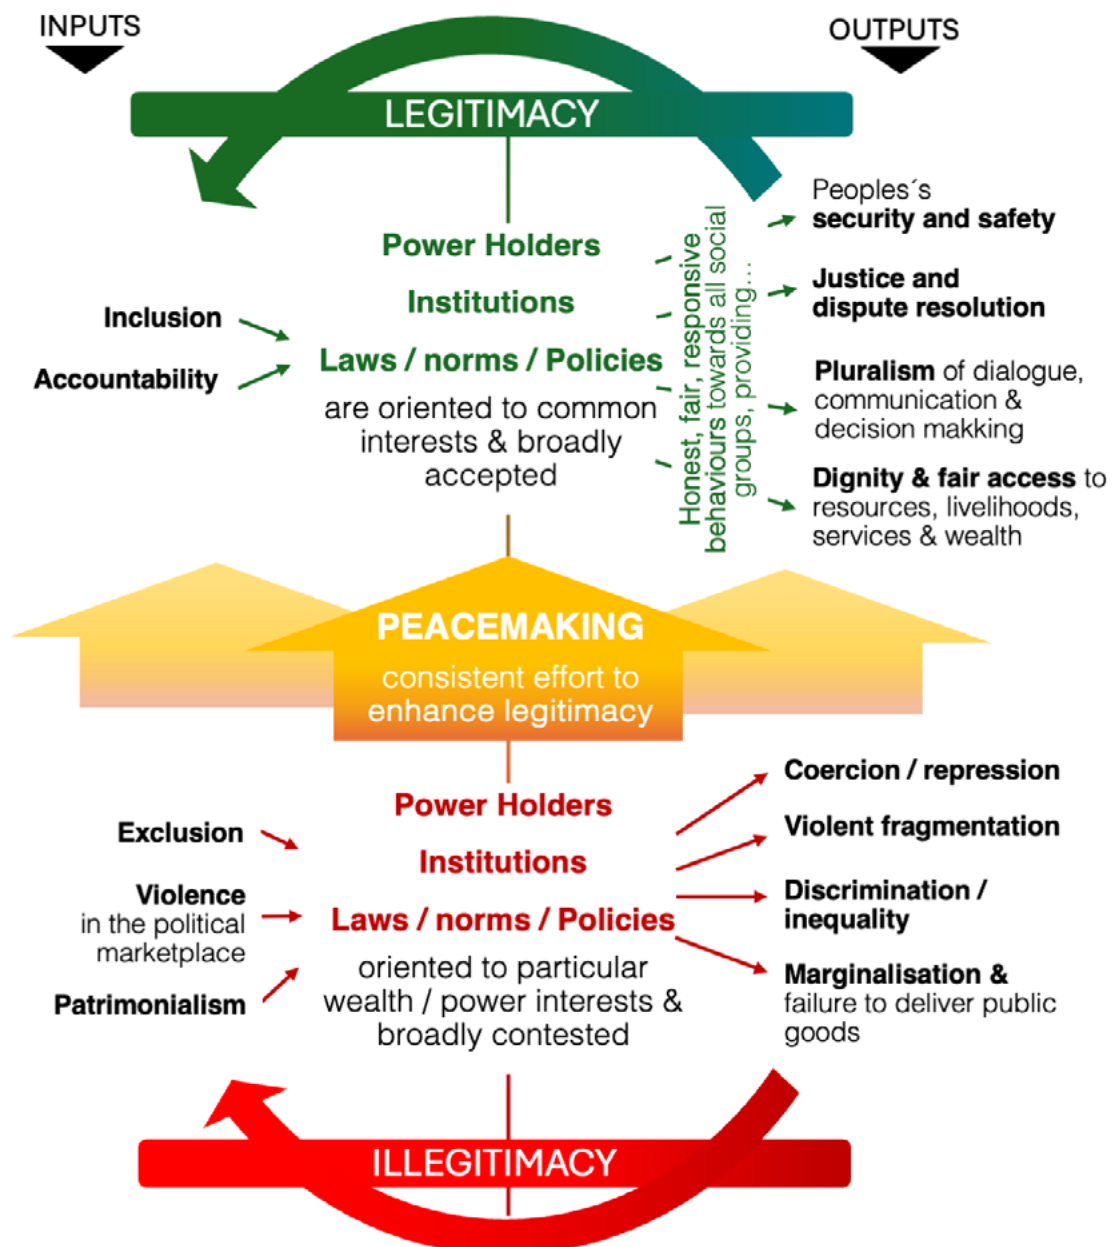 INPUTS
OUTPUTS
LEGITIMACY
Power Holders
Institutions
Laws / norms / Policies
are oriented to common
interests & broadly
accepted
Inclusion
Accountability
Honest, fair, responsive
behaviours towards all social
groups, providing...
Peoples´s
security and safety
Justice and
dispute resolution
Pluralism of dialogue,
communication &
decision makking
Dignity & fair access to
resources, livelihoods,
services & wealth
PEACEMAKING
consistent effort to
enhance legitimacy
Power Holders
Institutions
Laws / norms / Policies
oriented to particular
wealth / power interests &
broadly contested
Exclusion
Violence
in the political
marketplace
Patrimonialism
Coercion / repression
Violent fragmentation
Discrimination /
inequality
Marginalisation &
failure to deliver public
goods
ILLEGITIMACY